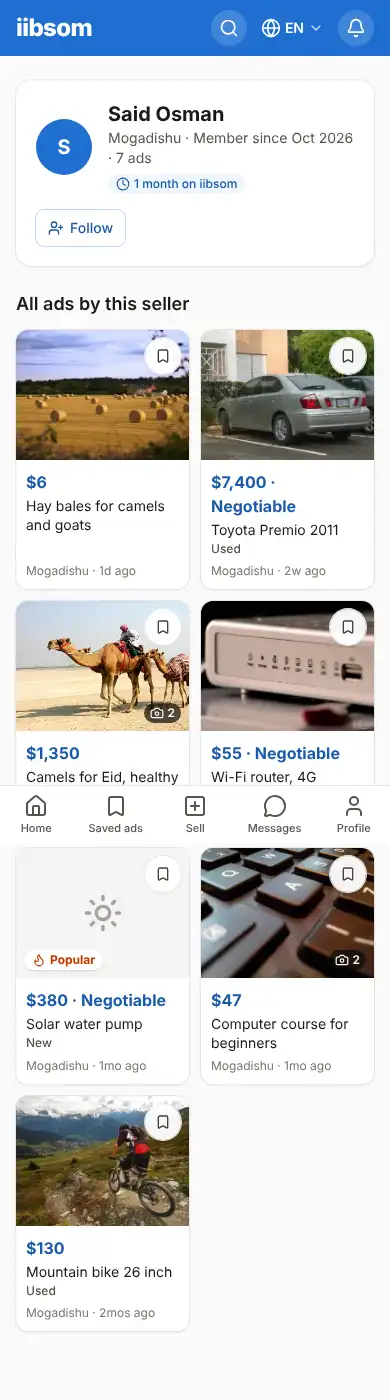 iibsom
EN
S
Said Osman
Mogadishu · Member since Oct 2026
· 7 ads
1 month on iibsom
Follow
All ads by this seller
$6
Hay bales for camels
and goats
Mogadishu · 1d ago
$7,400 ·
Negotiable
Toyota Premio 2011
Used
Mogadishu · 2w ago
2
$1,350
Camels for Eid, healthy
$55 · Negotiable
Wi-Fi router, 4G
Home
Saved ads
Sell
Messages
Profile
Popular
$380 · Negotiable
Solar water pump
New
Mogadishu · 1mo ago
2
$47
Computer course for
beginners
Mogadishu · 1mo ago
$130
Mountain bike 26 inch
Used
Mogadishu · 2mos ago